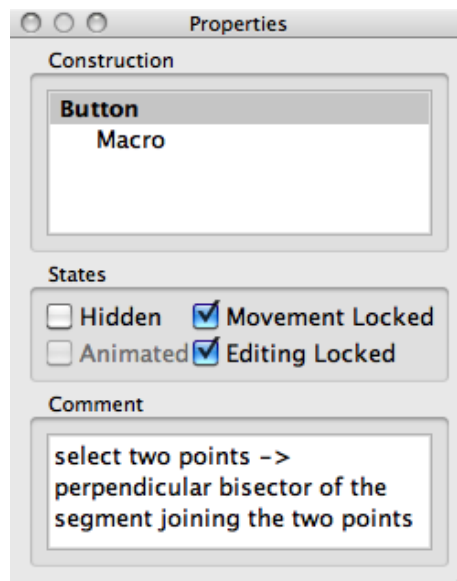 Properties
Construction
Button
Macro
States
Hidden Movement Locked
Animated Editing Locked
Comment
select two points ->
perpendicular bisector of the
segment joining the two points